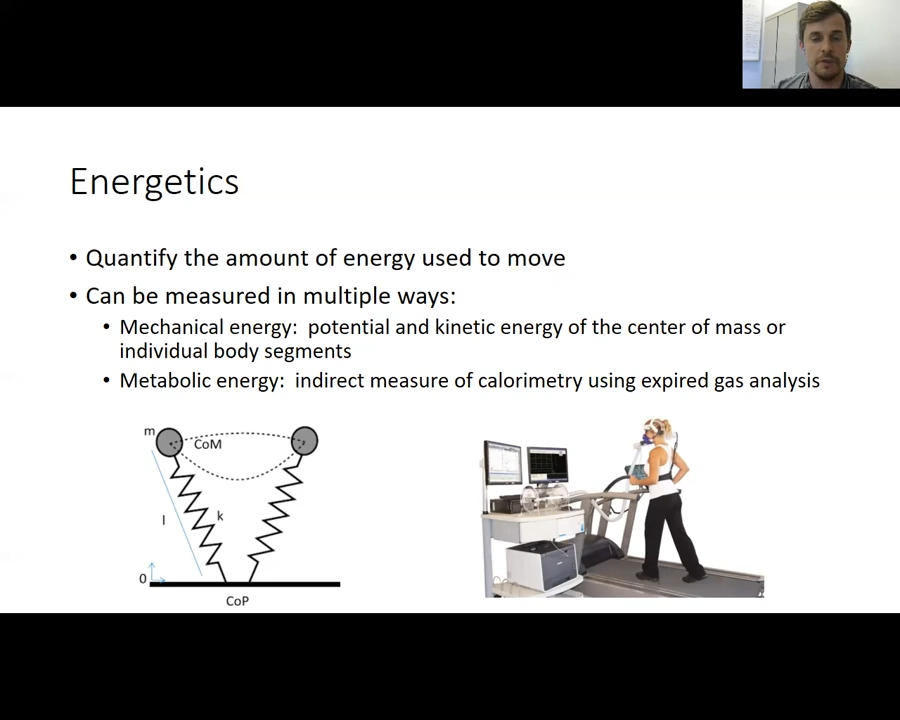 Energetics
• Quantify the amount of energy used to move
• Can be measured in multiple ways:
• Mechanical energy:  potential and kinetic energy of the center of mass or
individual body segments
• Metabolic energy:  indirect measure of calorimetry using expired gas analysis
m
CoM
l
k
0
CoP